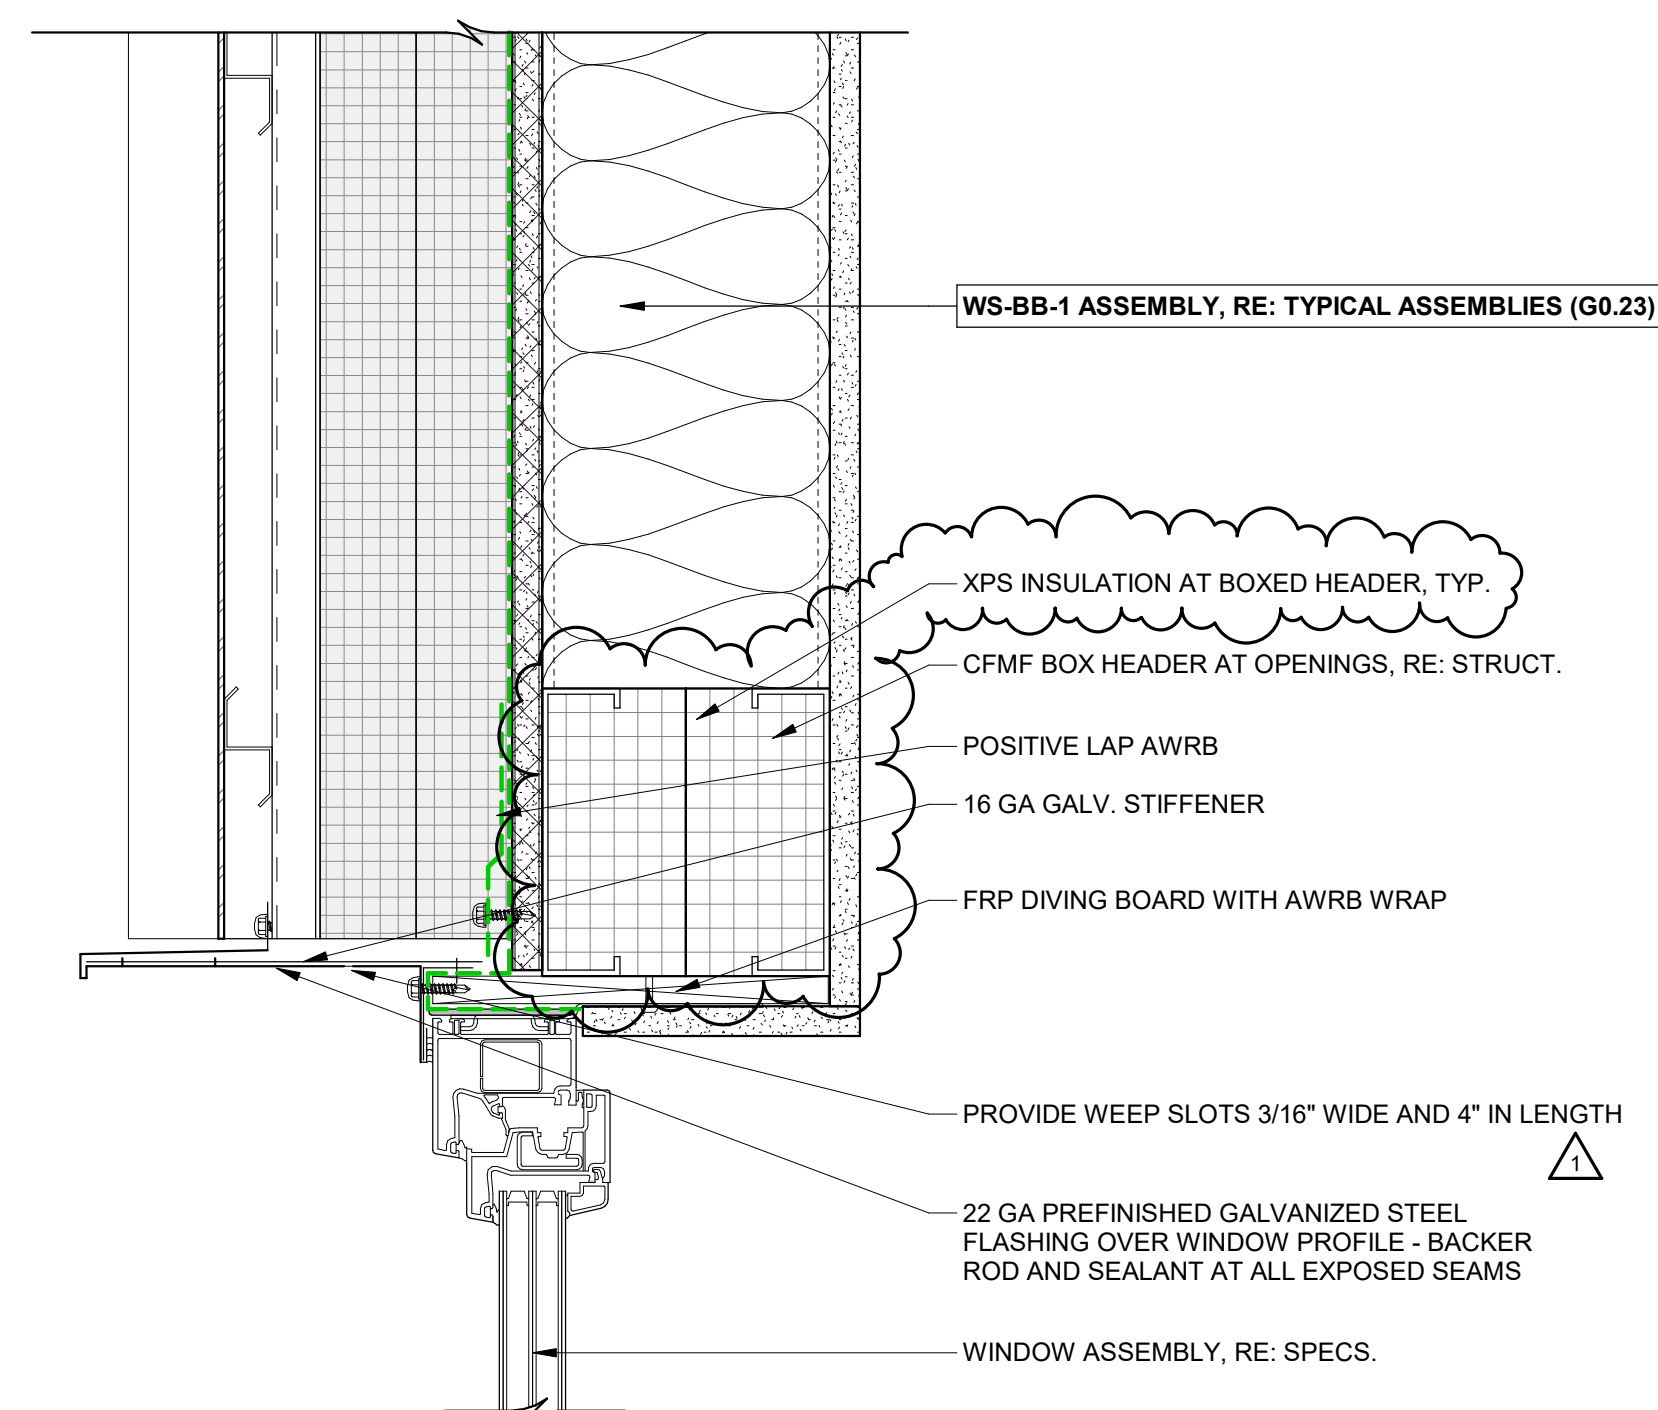 WS-BB-1 ASSEMBLY, RE: TYPICAL ASSEMBLIES (G0.23)
XPS INSULATION AT BOXED HEADER, TYP.
CFMF BOX HEADER AT OPENINGS, RE: STRUCT.
POSITIVE LAP AWRB
16 GA GALV. STIFFENER
FRP DIVING BOARD WITH AWRB WRAP
PROVIDE WEEP SLOTS 3/16" WIDE AND 4" IN LENGTH
1
22 GA PREFINISHED GALVANIZED STEEL
FLASHING OVER WINDOW PROFILE - BACKER
ROD AND SEALANT AT ALL EXPOSED SEAMS
WINDOW ASSEMBLY, RE: SPECS.